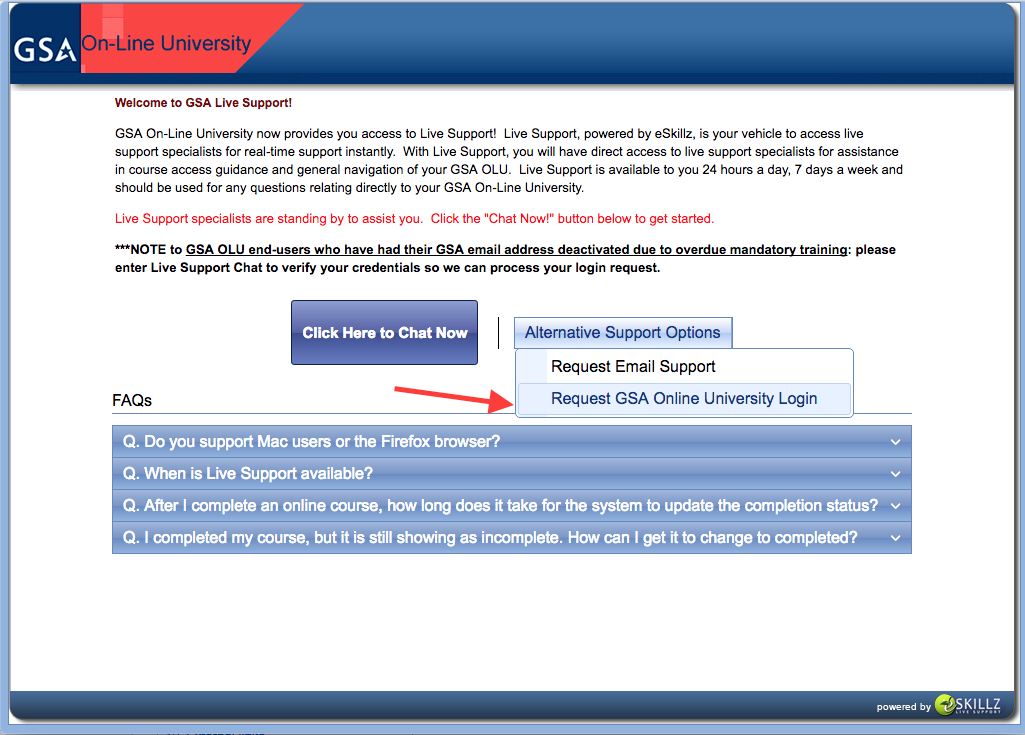 GSA On-Line University
Welcome to GSA Live Support!
GSA On-Line University now provides you access to Live Support!  Live Support, powered by eSkillz, is your vehicle to access live
support specialists for real-time support instantly.  With Live Support, you will have direct access to live support specialists for assistance
in course access guidance and general navigation of your GSA OLU.  Live Support is available to you 24 hours a day, 7 days a week and
should be used for any questions relating directly to your GSA On-Line University.
Live Support specialists are standing by to assist you.  Click the "Chat Now!" button below to get started.
***NOTE to GSA OLU end-users who have had their GSA email address deactivated due to overdue mandatory training: please
enter Live Support Chat to verify your credentials so we can process your login request.
Click Here to Chat Now
Alternative Support Options
Request Email Support
Request GSA Online University Login
FAQs
Q. Do you support Mac users or the Firefox browser?
Q. When is Live Support available?
Q. After I complete an online course, how long does it take for the system to update the completion status?
Q. I completed my course, but it is still showing as incomplete. How can I get it to change to completed?
powered by eSKILLZ
LIVE SUPPORT